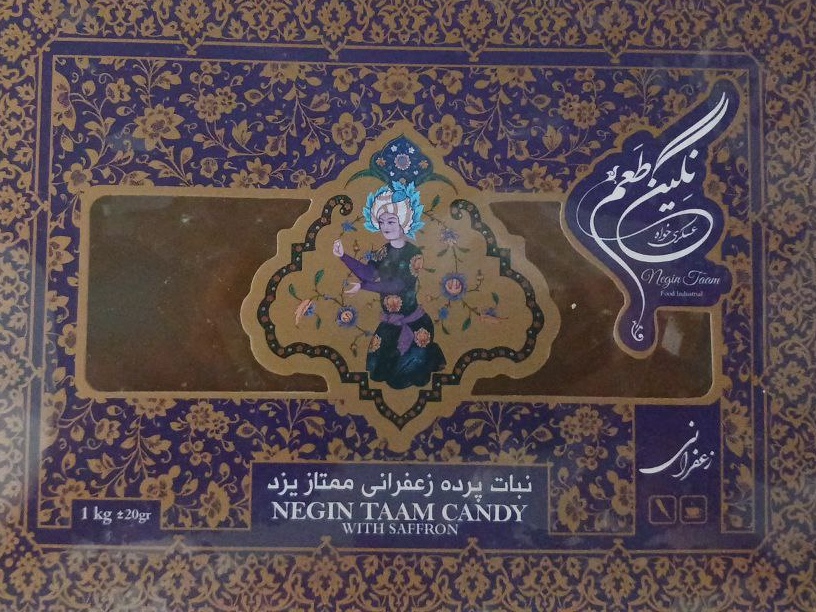 نگین طعم
عسکری خواه
Negin Taam
Food Industrial
زعفرانی
نبات پرده زعفرانی ممتاز یزد
NEGIN TAAM CANDY
WITH SAFFRON
1 kg ±20gr